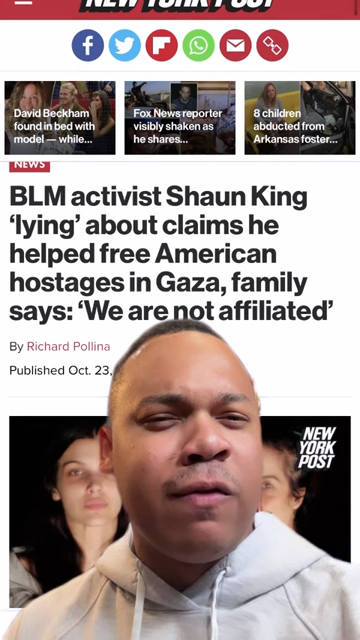 NEW YORK POST
David Beckham
found in bed with
model — while...
Fox News reporter
visibly shaken as
he shares...
8 children
abducted from
Arkansas foster...
NEWS
BLM activist Shaun King
‘lying’ about claims he
helped free American
hostages in Gaza, family
says: ‘We are not affiliated’
By Richard Pollina
Published Oct. 23,
NEW
YORK
POST